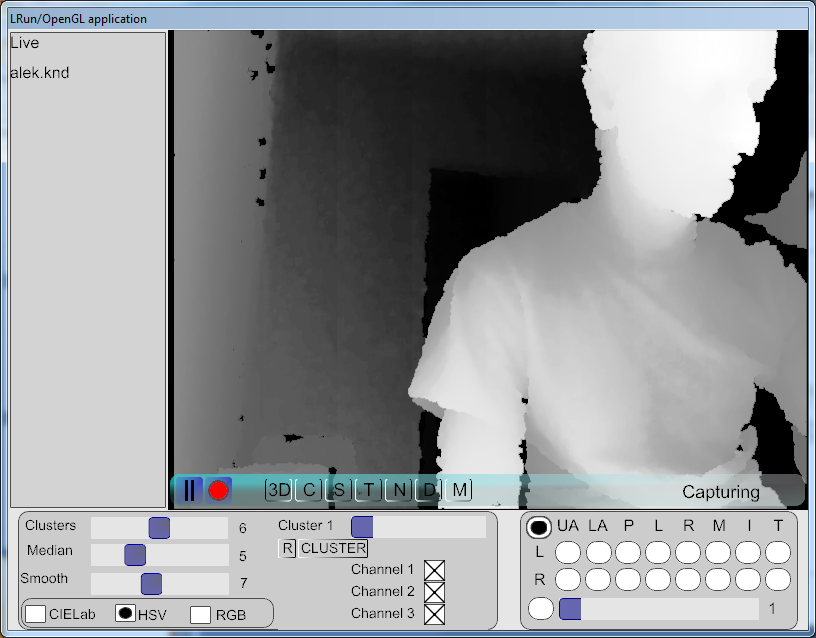 LRun/OpenGL application
Live
alek.knd
3D C S T N D M Capturing
Clusters 6
Median 5
Smooth 7
CIELab HSV RGB
Cluster 1
R CLUSTER
Channel 1
Channel 2
Channel 3
UA LA P L R M I T
L
R
1